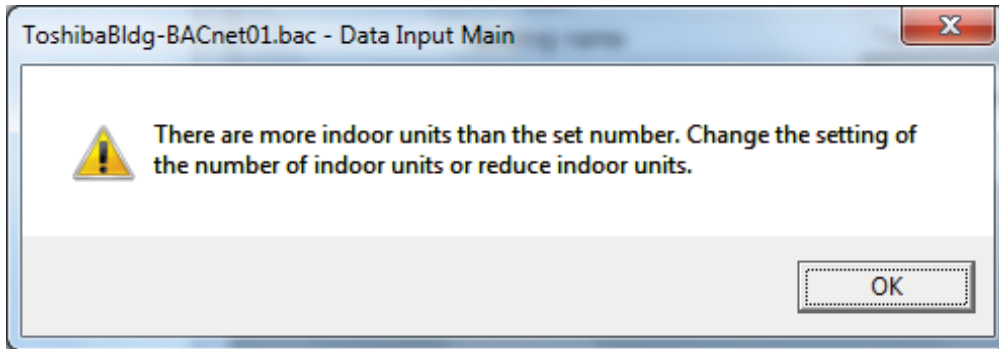 ToshibaBldg-BACnet01.bac - Data Input Main
There are more indoor units than the set number. Change the setting of
the number of indoor units or reduce indoor units.
OK